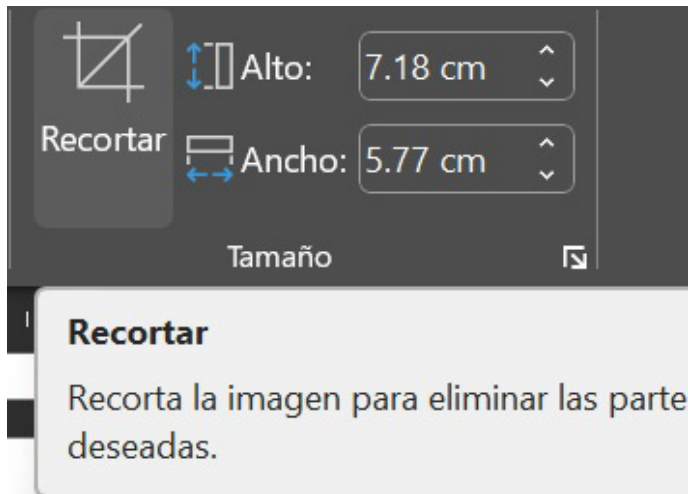 Alto: 7.18 cm
Recortar
Ancho: 5.77 cm
Tamaño
Recortar
Recorta la imagen para eliminar las parte
deseadas.